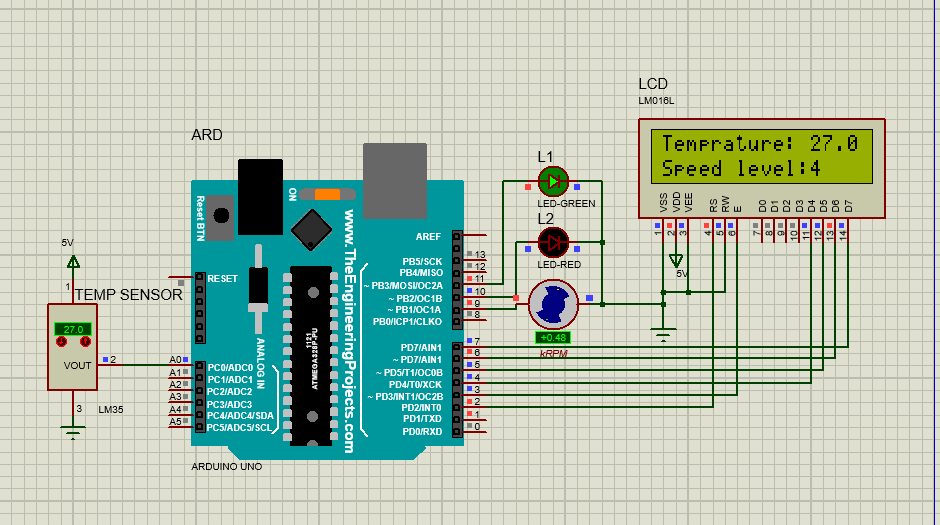 LCD
LM016L
Temprature: 27.0
Speed level:4
VSS
VDD
VEE
RS
RW
E
D0
D1
D2
D3
D4
D5
D6
D7
1
2
3
4
5
6
7
8
9
10
11
12
13
14
5V
ARD
L1
LED-GREEN
L2
LED-RED
+0.48
kRPM
5V
1
TEMP SENSOR
27.0
VOUT
2
3
LM35
Reset BTN
ON
www.TheEngineeringProjects.com
1121
ATMEGA328P-PU
ANALOG IN
RESET
A0
A1
A2
A3
A4
A5
PC0/ADC0
PC1/ADC1
PC2/ADC2
PC3/ADC3
PC4/ADC4/SDA
PC5/ADC5/SCL
AREF
PB5/SCK 13
PB4/MISO 12
~ PB3/MOSI/OC2A 11
~ PB2/OC1B 10
~ PB1/OC1A 9
PB0/ICP1/CLKO 8
PD7/AIN1 7
~ PD7/AIN1 6
~ PD5/T1/OC0B 5
PD4/T0/XCK 4
~ PD3/INT1/OC2B 3
PD2/INT0 2
PD1/TXD 1
PD0/RXD 0
ARDUINO UNO